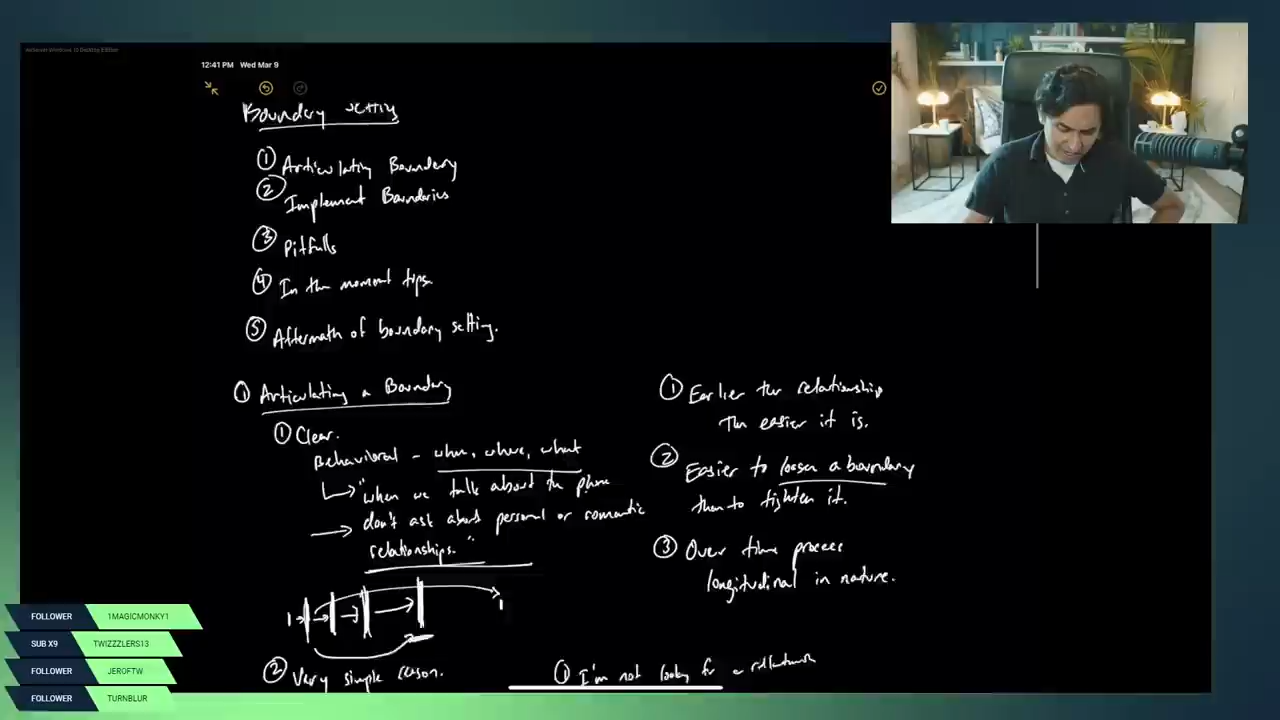 12:41 PM Wed Mar 9
Boundary setting
① Articulating Boundary
② Implement Boundaries
③ Pitfalls
④ In the moment tips
⑤ Aftermath of boundary setting.
① Articulating a Boundary
① Clear.
Behavioral - when, where, what
"when we talk about the phone
don't ask about personal or romantic
relationships."
② Very simple reason.
① Earlier the relationship
The easier it is.
② Easier to loosen a boundary
than to tighten it.
③ Over time process
longitudinal in nature.
① I'm not looking for a relationship
FOLLOWER 1MAGICMONKY1
SUB X9 TWIZZZLERS13
FOLLOWER JEROFTW
FOLLOWER TURNBLUR